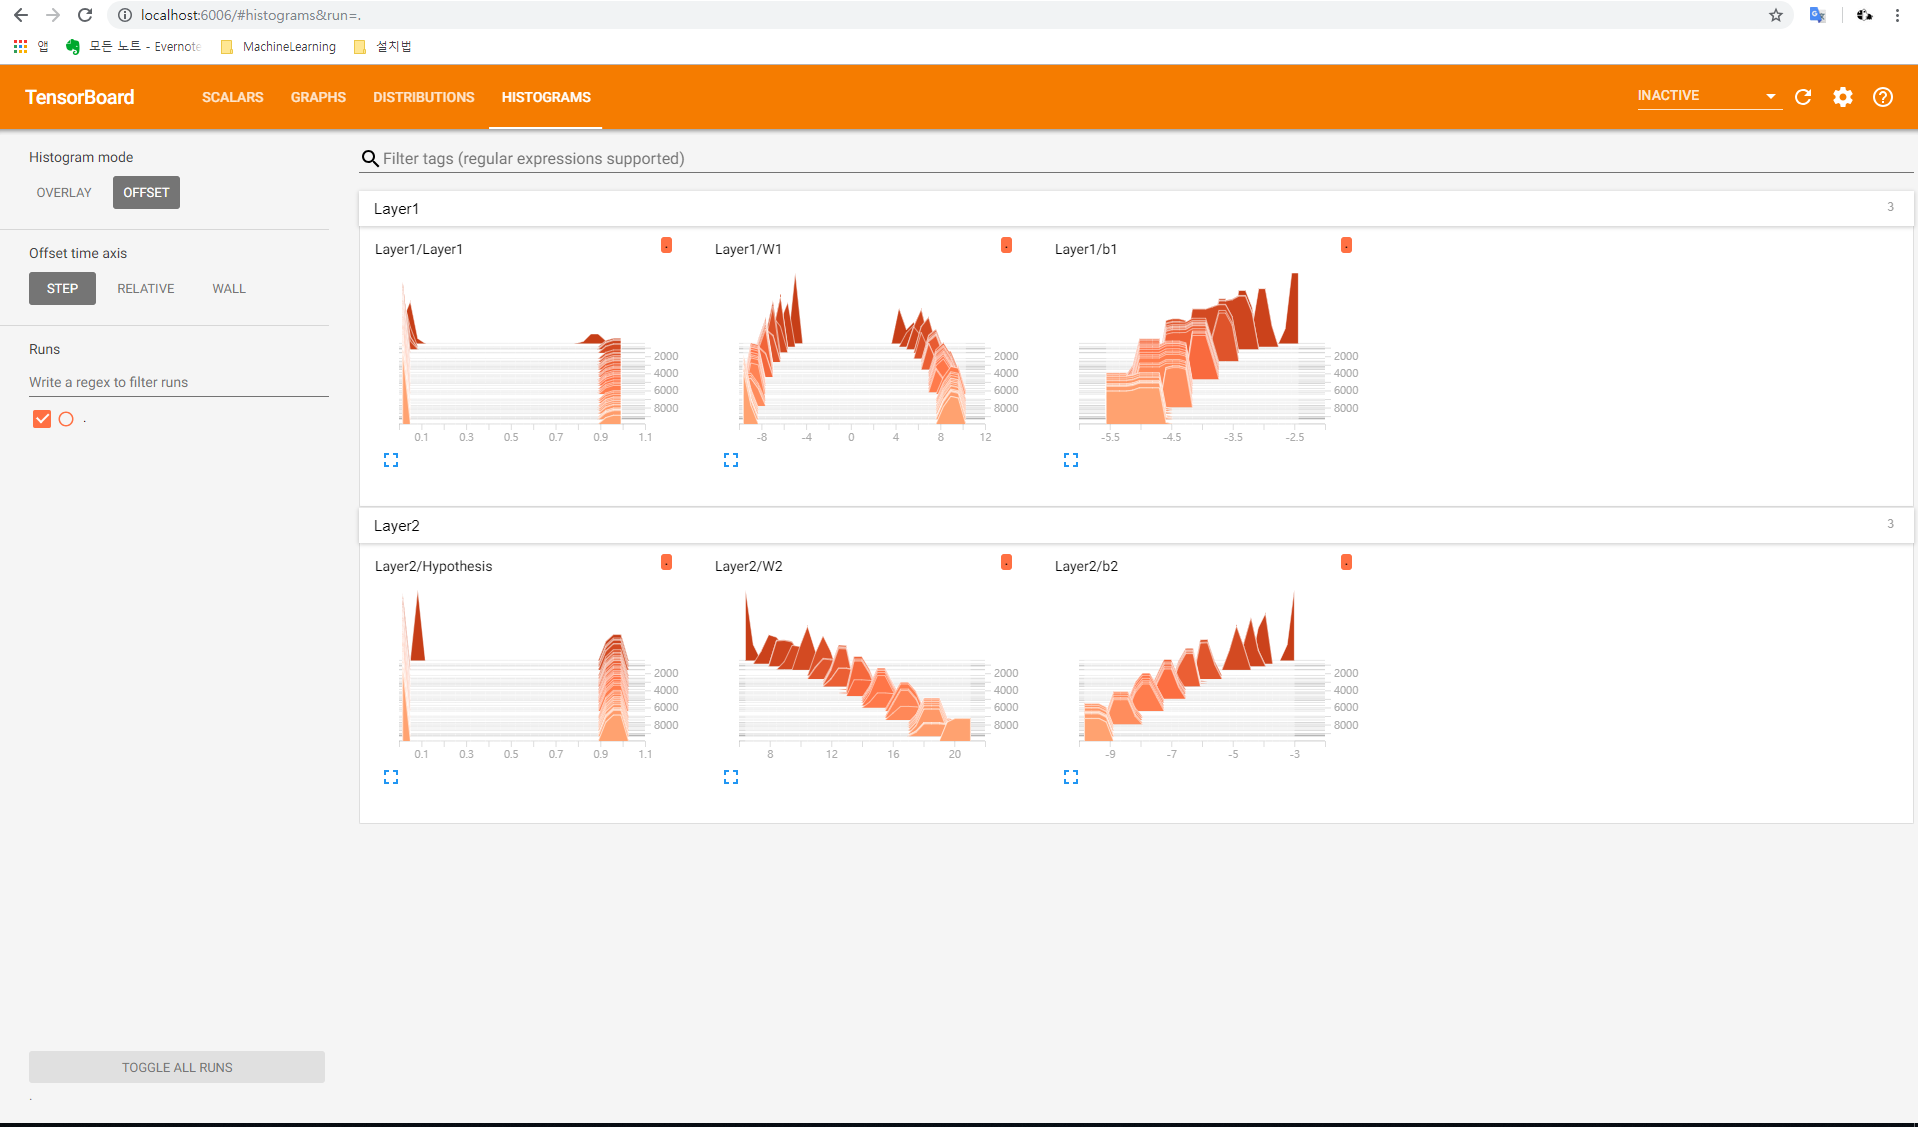 localhost:6006/#histograms&run=.
앱 모든 노트 - Evernote MachineLearning 설치법
TensorBoard SCALARS GRAPHS DISTRIBUTIONS HISTOGRAMS INACTIVE
Histogram mode
OVERLAY OFFSET
Offset time axis
STEP RELATIVE WALL
Runs
Write a regex to filter runs
.
TOGGLE ALL RUNS
.
Filter tags (regular expressions supported)
Layer1 3
Layer1/Layer1 .
2000
4000
6000
8000
0.1 0.3 0.5 0.7 0.9 1.1
Layer1/W1 .
2000
4000
6000
8000
-8 -4 0 4 8 12
Layer1/b1 .
2000
4000
6000
8000
-5.5 -4.5 -3.5 -2.5
Layer2 3
Layer2/Hypothesis .
2000
4000
6000
8000
0.1 0.3 0.5 0.7 0.9 1.1
Layer2/W2 .
2000
4000
6000
8000
8 12 16 20
Layer2/b2 .
2000
4000
6000
8000
-9 -7 -5 -3